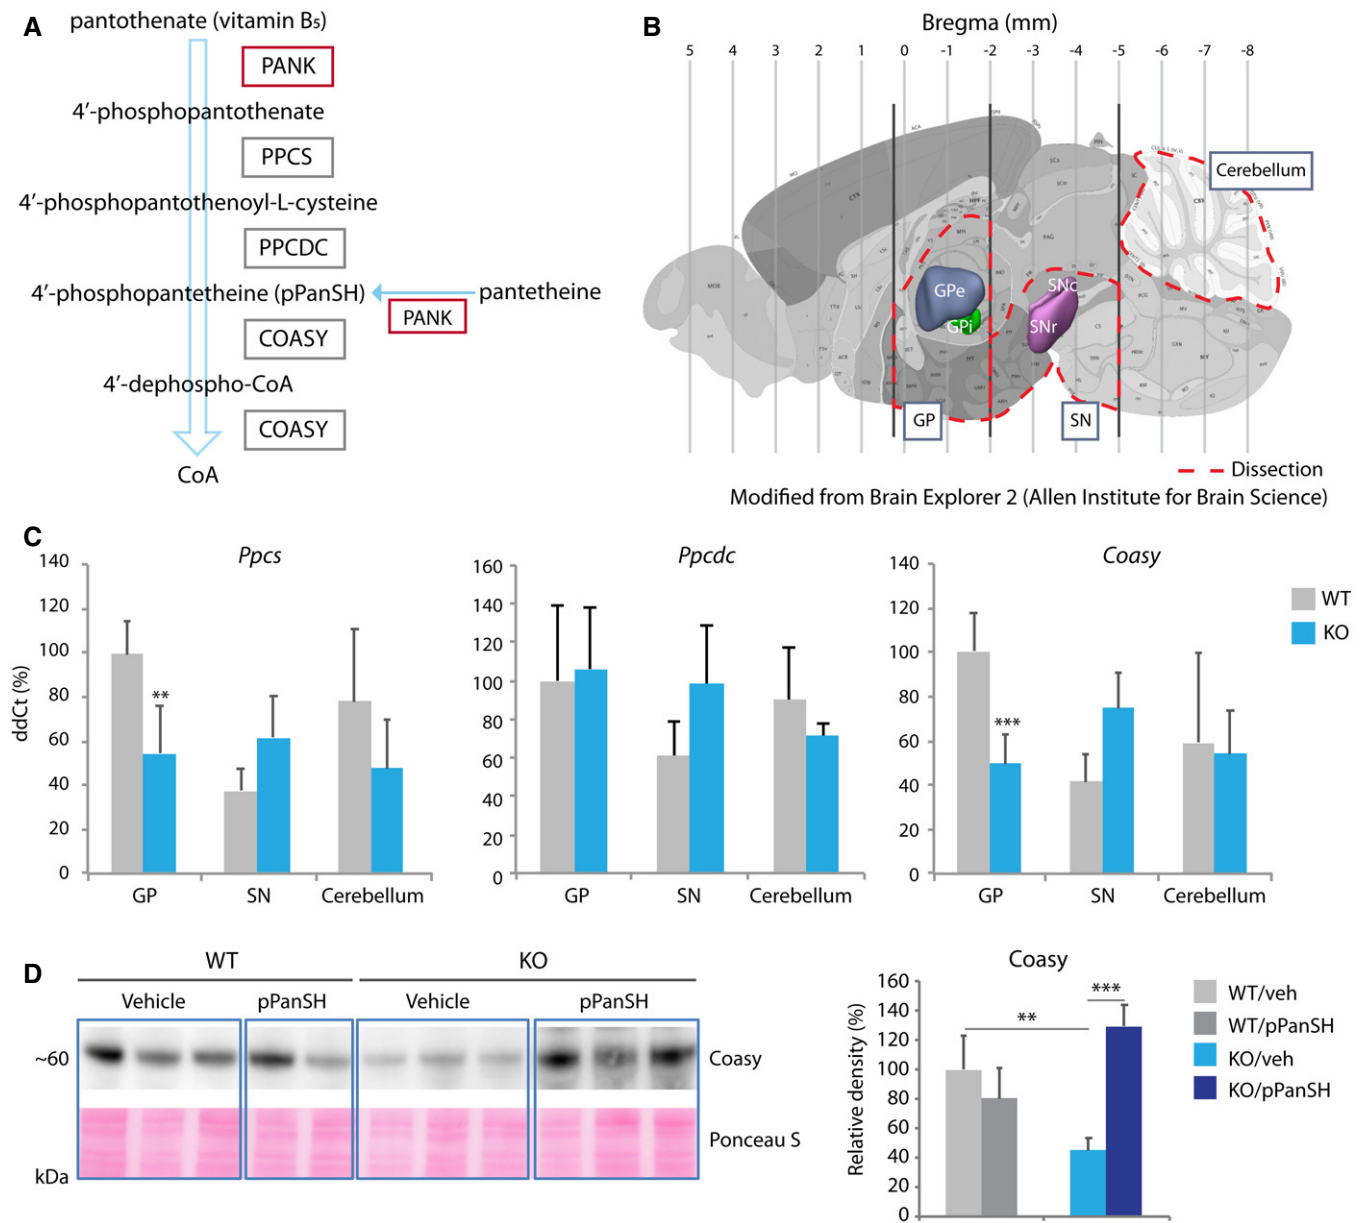 A
pantothenate (vitamin B₅)
PANK
4′-phosphopantothenate
PPCS
4′-phosphopantothenoyl-L-cysteine
PPCDC
4′-phosphopantetheine (pPanSH)
pantetheine
PANK
COASY
4′-dephospho-CoA
COASY
CoA
B
Bregma (mm)
5 4 3 2 1 0 -1 -2 -3 -4 -5 -6 -7 -8
Cerebellum
GPe
GPi
SNc
SNr
GP
SN
Dissection
Modified from Brain Explorer 2 (Allen Institute for Brain Science)
C
Ppcs
140
120
100
80
60
40
20
0
ddCt (%)
**
GP SN Cerebellum
Ppcdc
160
140
120
100
80
60
40
20
0
GP SN Cerebellum
Coasy
140
120
100
80
60
40
20
0
***
GP SN Cerebellum
WT
KO
D
WT KO
Vehicle pPanSH Vehicle pPanSH
~60
Coasy
Ponceau S
kDa
Coasy
160
140
120
100
80
60
40
20
0
Relative density (%)
**
***
WT/veh
WT/pPanSH
KO/veh
KO/pPanSH